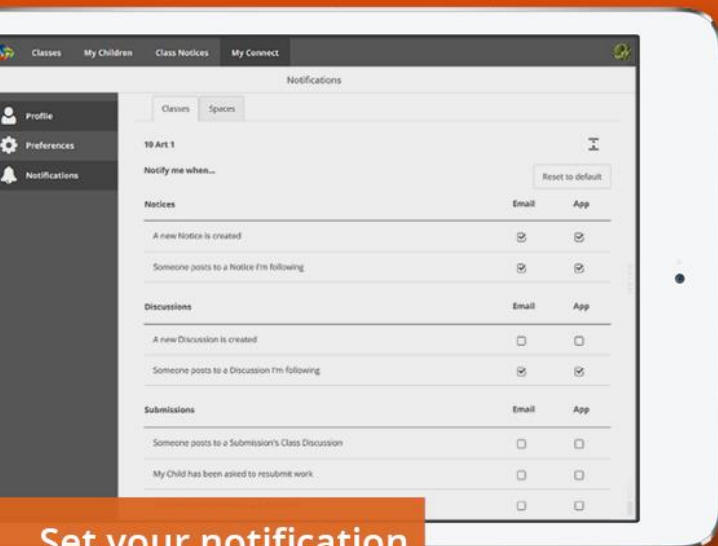 Classes My Children Class Notices My Connect
Notifications
Profile
Preferences
Notifications
Classes Spaces
10 Art 1
Notify me when...
Reset to default
Notices Email App
A new Notice is created
Someone posts to a Notice I'm following
Discussions Email App
A new Discussion is created
Someone posts to a Discussion I'm following
Submissions Email App
Someone posts to a Submission's Class Discussion
My Child has been asked to resubmit work
Set your notification